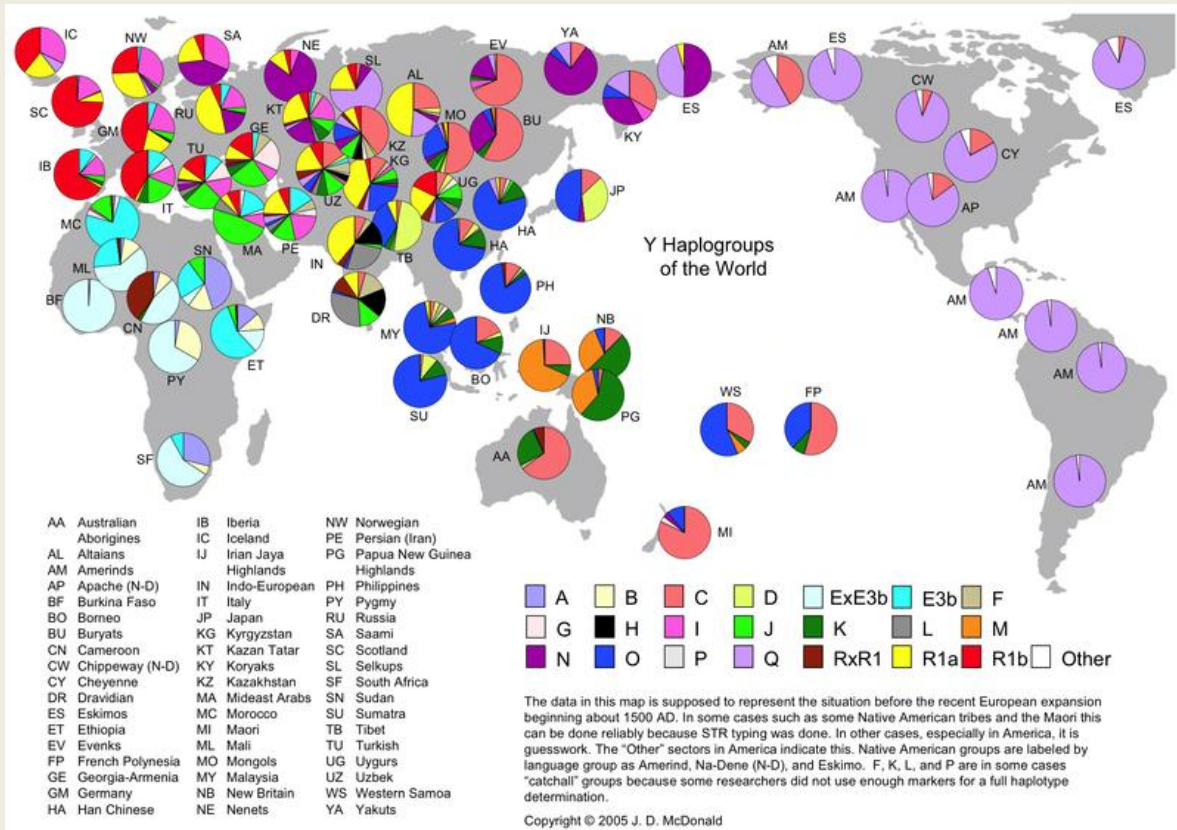 IC
NW
SA
NE
SL
AL
EV
YA
ES
AM
ES
CW
ES
SC
GM
RU
KT
GE
MO
BU
KY
CY
IB
TU
KZ
KG
UG
JP
AM
AP
IT
UZ
HA
MC
MA
PE
IN
TB
HA
Y Haplogroups
of the World
ML
SN
PH
AM
BF
CN
DR
MY
IJ
NB
AM
PY
ET
BO
AM
SU
PG
WS
FP
SF
AA
AM
MI
AA Australian
Aborigines
AL Altaians
AM Amerinds
AP Apache (N-D)
BF Burkina Faso
BO Borneo
BU Buryats
CN Cameroon
CW Chippeway (N-D)
CY Cheyenne
DR Dravidian
ES Eskimos
ET Ethiopia
EV Evenks
FP French Polynesia
GE Georgia-Armenia
GM Germany
HA Han Chinese
IB Iberia
IC Iceland
IJ Irian Jaya
Highlands
IN Indo-European
IT Italy
JP Japan
KG Kyrgyzstan
KT Kazan Tatar
KY Koryaks
KZ Kazakhstan
MA Mideast Arabs
MC Morocco
MI Maori
ML Mali
MO Mongols
MY Malaysia
NB New Britain
NE Nenets
NW Norwegian
PE Persian (Iran)
PG Papua New Guinea
Highlands
PH Philippines
PY Pygmy
RU Russia
SA Saami
SC Scotland
SL Selkups
SF South Africa
SN Sudan
SU Sumatra
TB Tibet
TU Turkish
UG Uygurs
UZ Uzbek
WS Western Samoa
YA Yakuts
A B C D ExE3b E3b F
G H I J K L M
N O P Q RxR1 R1a R1b Other
The data in this map is supposed to represent the situation before the recent European expansion
beginning about 1500 AD. In some cases such as some Native American tribes and the Maori this
can be done reliably because STR typing was done. In other cases, especially in America, it is
guesswork. The “Other” sectors in America indicate this. Native American groups are labeled by
language group as Amerind, Na-Dene (N-D), and Eskimo. F, K, L, and P are in some cases
“catchall” groups because some researchers did not use enough markers for a full haplotype
determination.
Copyright © 2005 J. D. McDonald